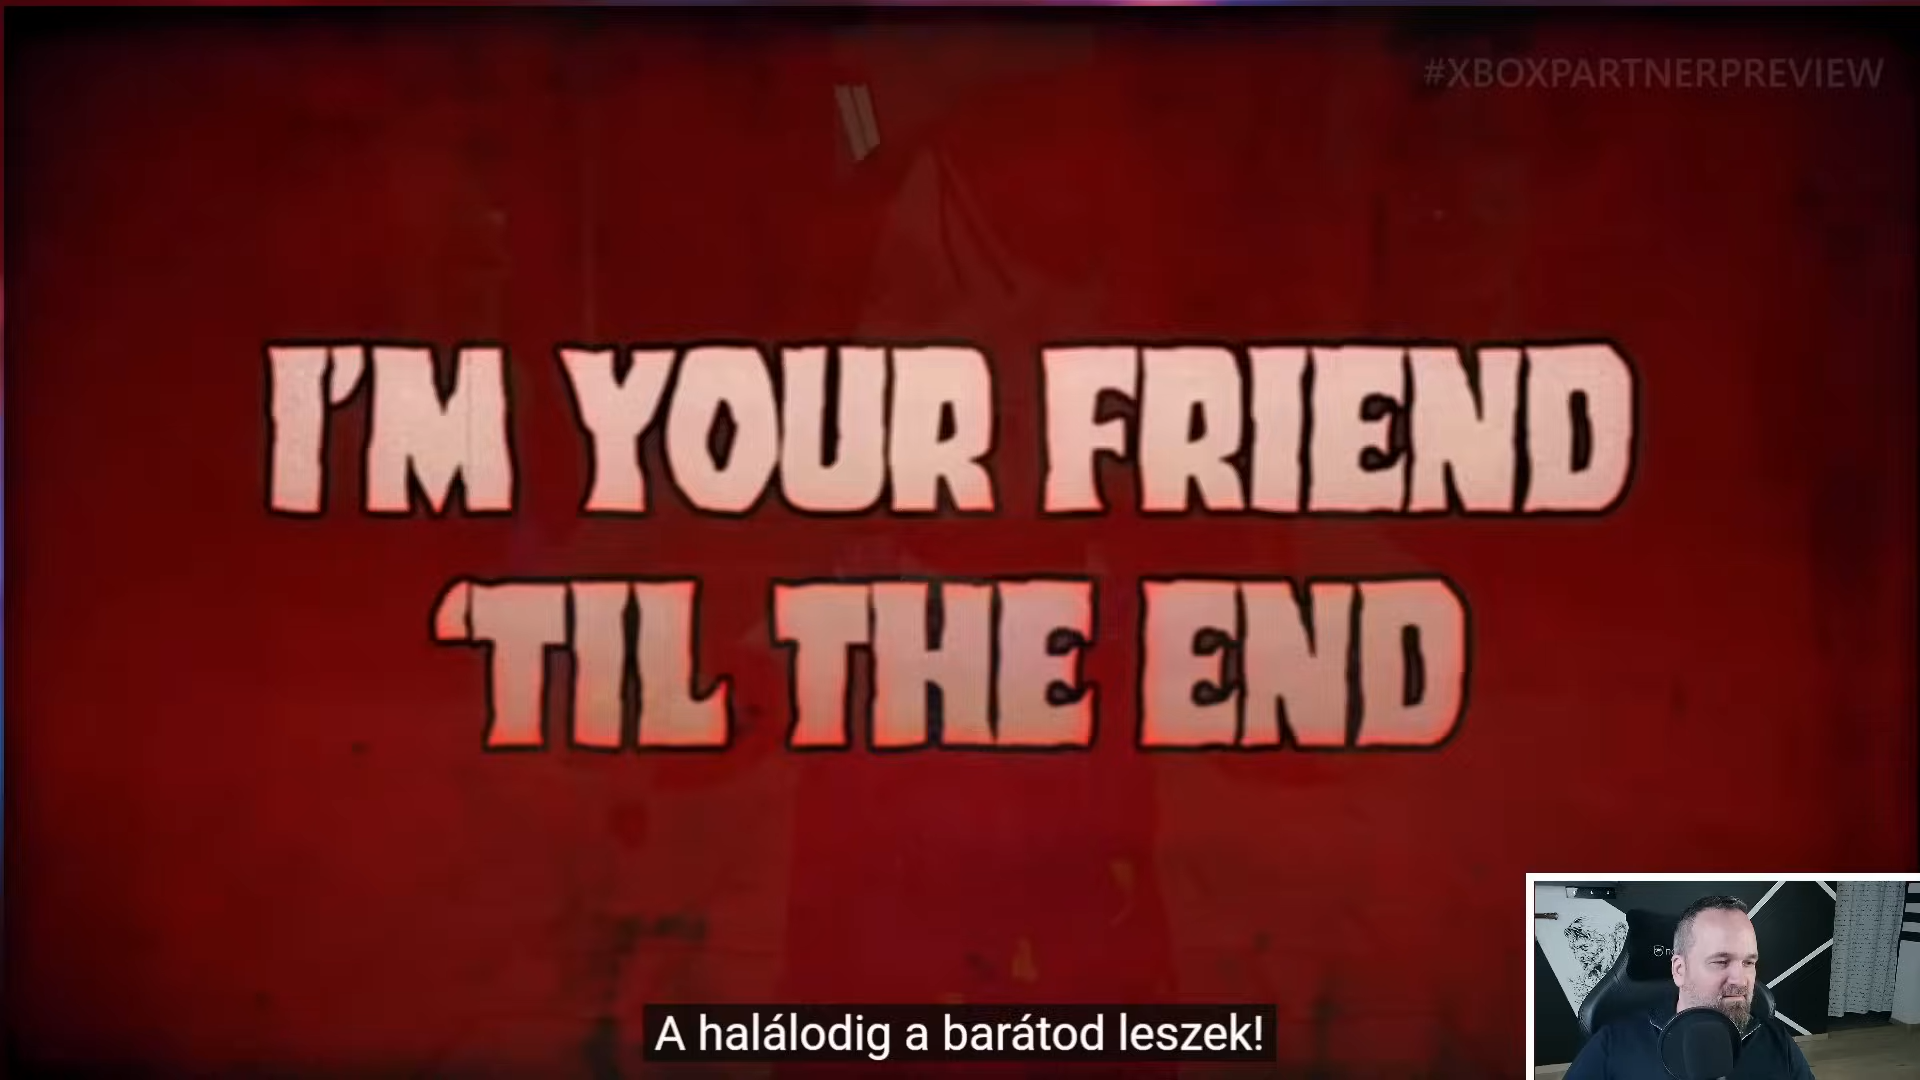 #XBOXPARTNERPREVIEW
I'M YOUR FRIEND
'TIL THE END
A halálodig a barátod leszek!